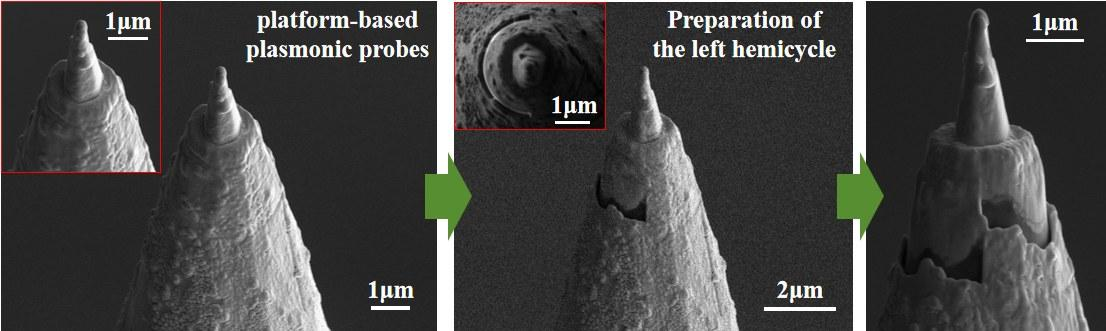 1μm
platform-based
plasmonic probes
1μm
Preparation of
the left hemicycle
1μm
2μm
1μm